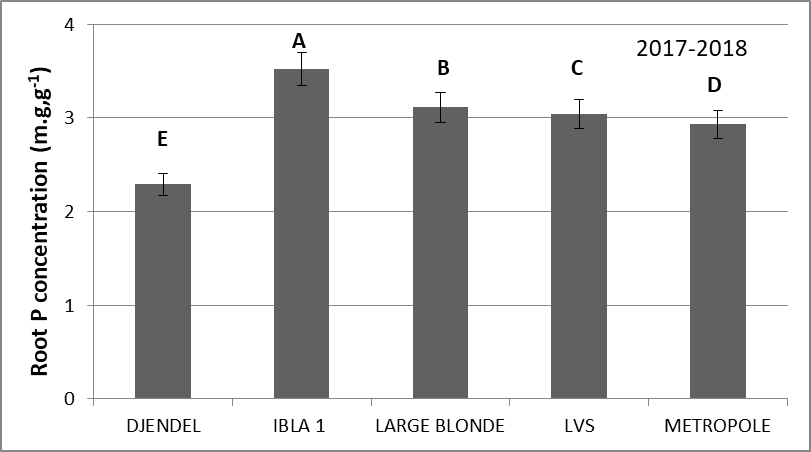 Root P concentration (m.g,g-1)
4
3
2
1
0
2017-2018
E
A
B
C
D
DJENDEL
IBLA 1
LARGE BLONDE
LVS
METROPOLE